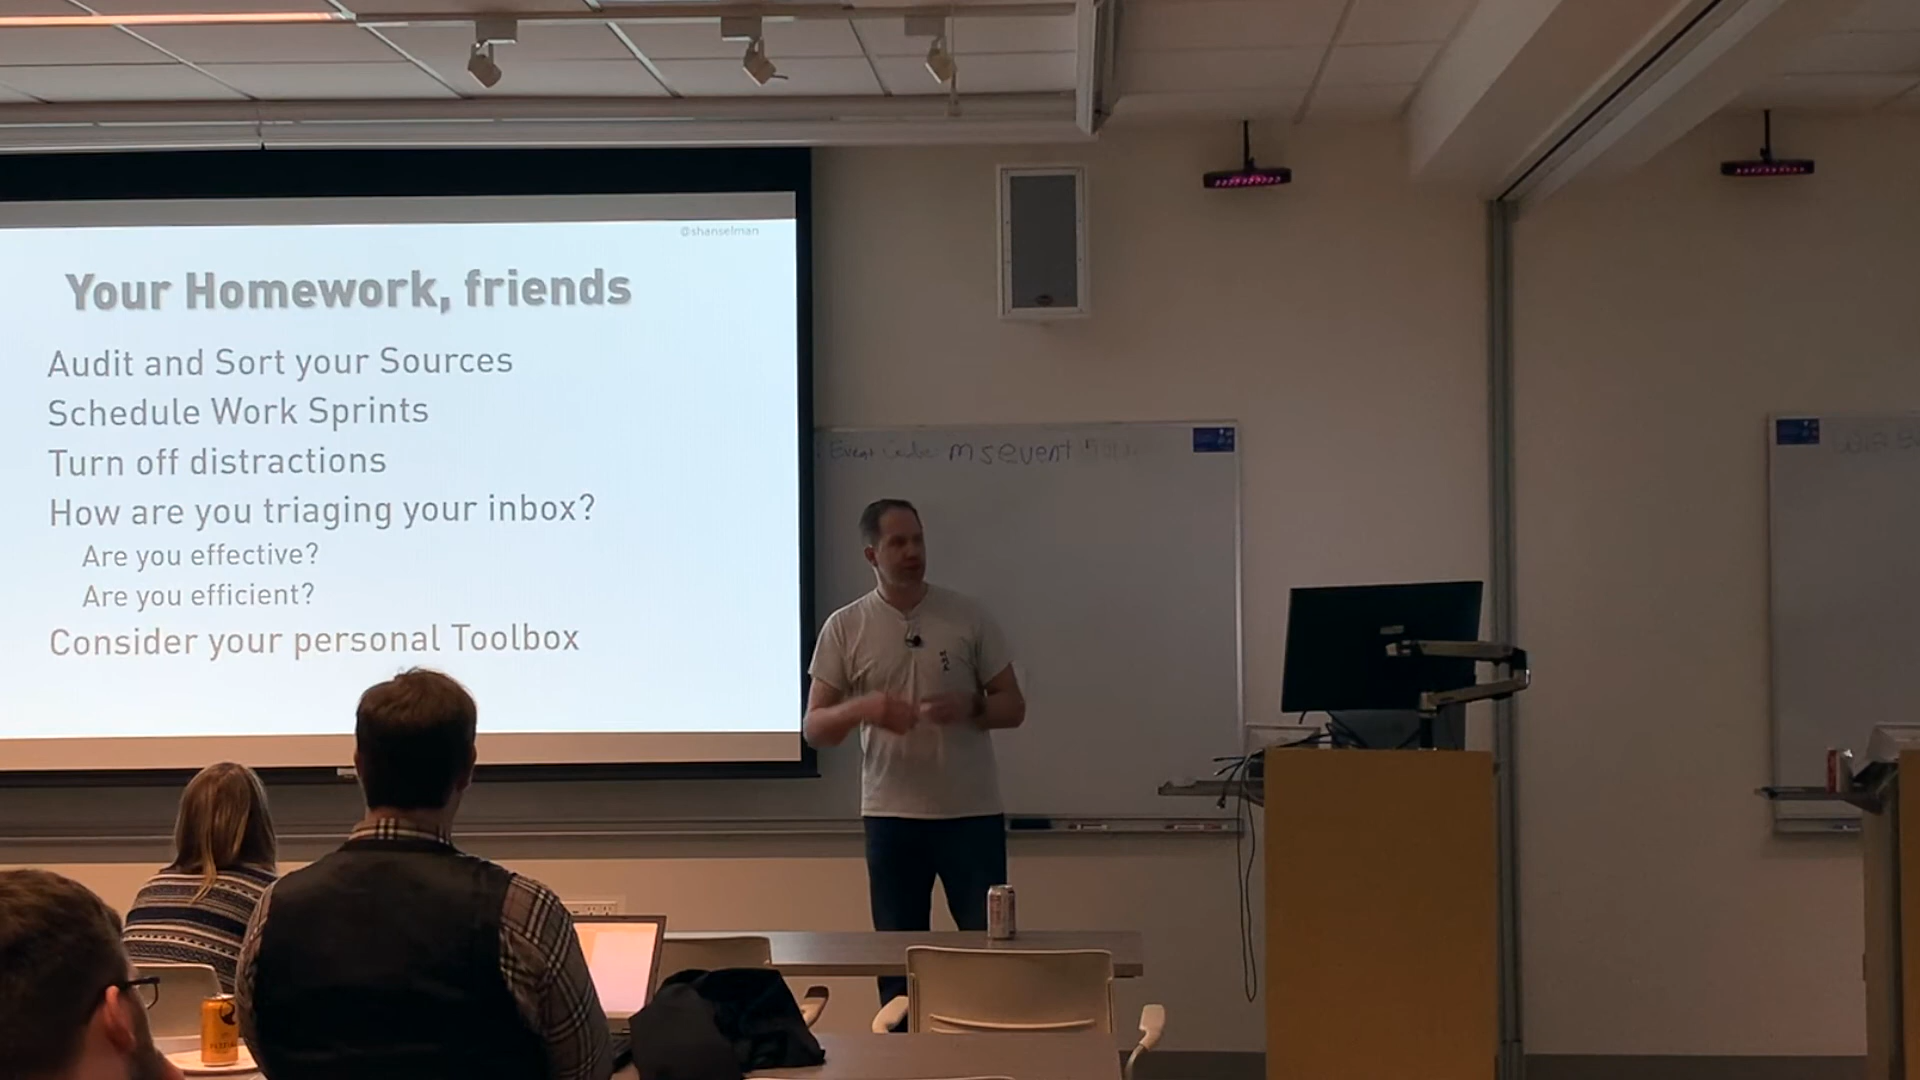 @shanselman
Your Homework, friends
Audit and Sort your Sources
Schedule Work Sprints
Turn off distractions
How are you triaging your inbox?
Are you effective?
Are you efficient?
Consider your personal Toolbox
Event msevent